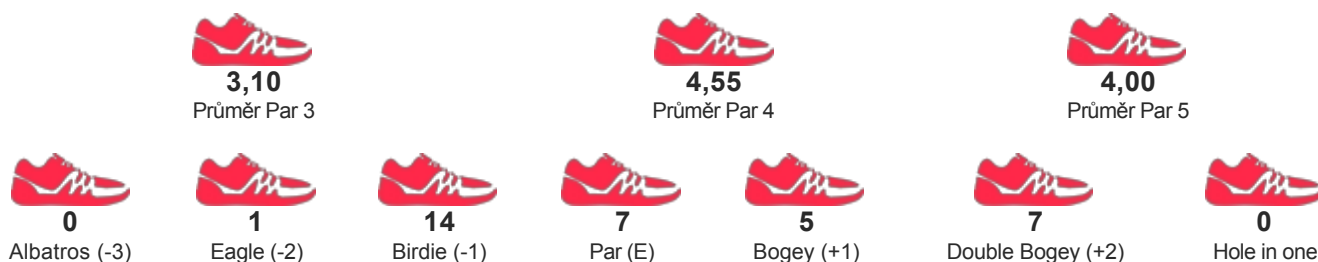 3,10 4,55 4,00
Průměr Par 3 Průměr Par 4 Průměr Par 5
0 1 14 7 5 7 0
Albatros (-3) Eagle (-2) Birdie (-1) Par (E) Bogey (+1) Double Bogey (+2) Hole in one